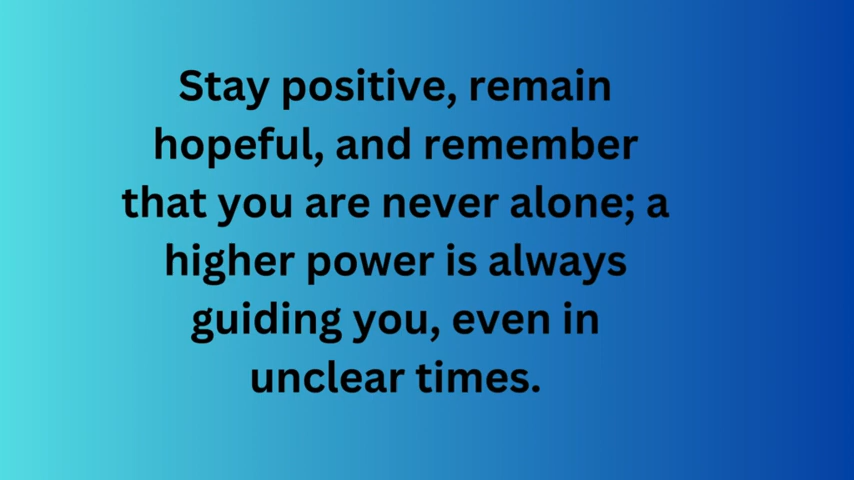 Stay positive, remain
hopeful, and remember
that you are never alone; a
higher power is always
guiding you, even in
unclear times.